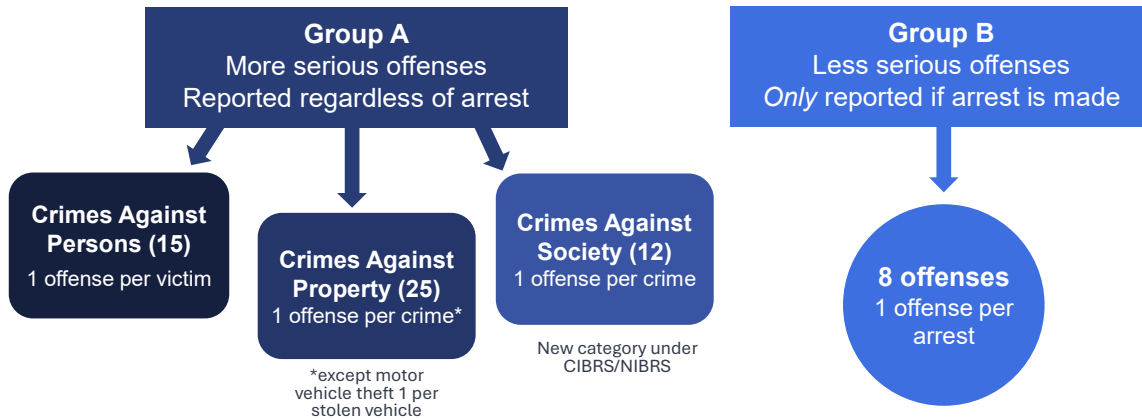 Group A
More serious offenses
Reported regardless of arrest
Group B
Less serious offenses
Only reported if arrest is made
Crimes Against
Persons (15)
1 offense per victim
Crimes Against
Property (25)
1 offense per crime*
*except motor
vehicle theft 1 per
stolen vehicle
Crimes Against
Society (12)
1 offense per crime
New category under
CIBRS/NIBRS
8 offenses
1 offense per
arrest